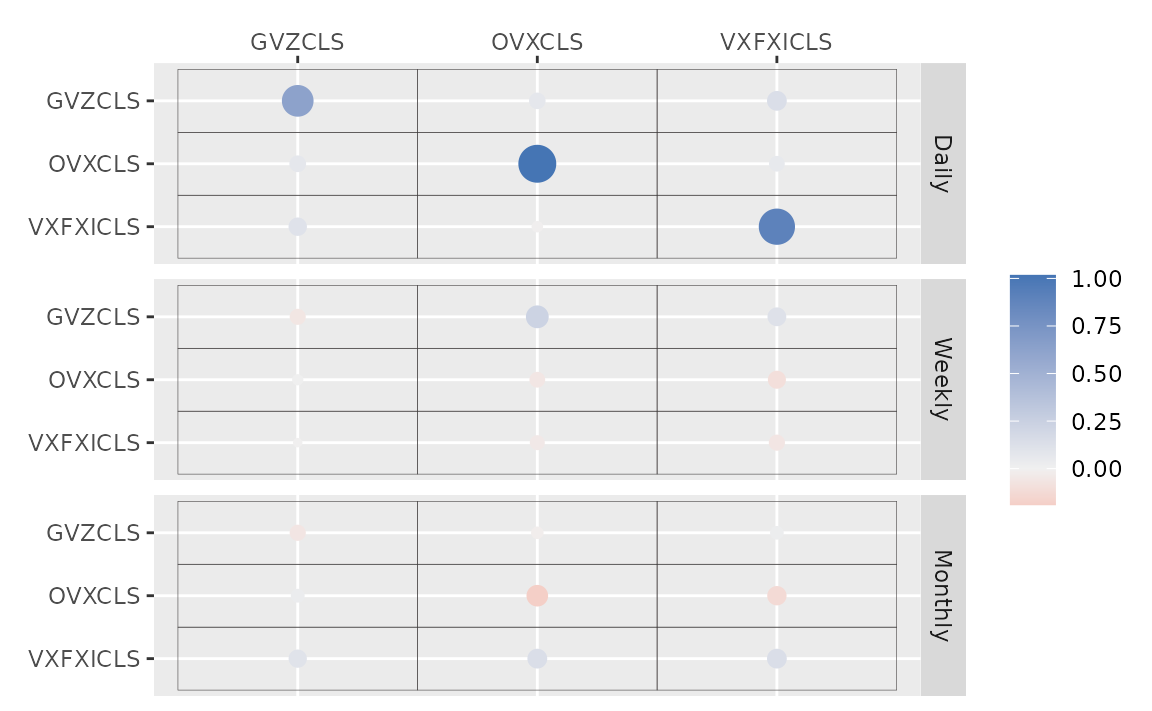 GVZCLS OVXCLS VXFXICLS
GVZCLS
OVXCLS
VXFXICLS
Daily
GVZCLS
OVXCLS
VXFXICLS
Weekly
GVZCLS
OVXCLS
VXFXICLS
Monthly
1.00
0.75
0.50
0.25
0.00